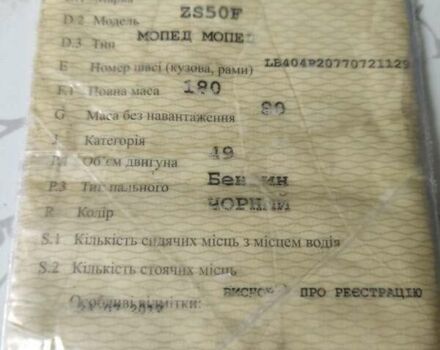 D.2 Модель ZS50F
D.3 Тип МОПЕД МОПЕД
E Номер шасі (кузова, рами) LB404P20770721129
F.1 Повна маса 180
G Маса без навантаження 80
J Категорія
P.1 Об'єм двигуна 49
P.3 Тип пального Бензин
R Колір ЧОРНИЙ
S.1 Кількість сидячих місць з місцем водія
S.2 Кількість стоячих місць
Особливі відмітки: ВИСНОВ ПРО РЕЄСТРАЦІЮ